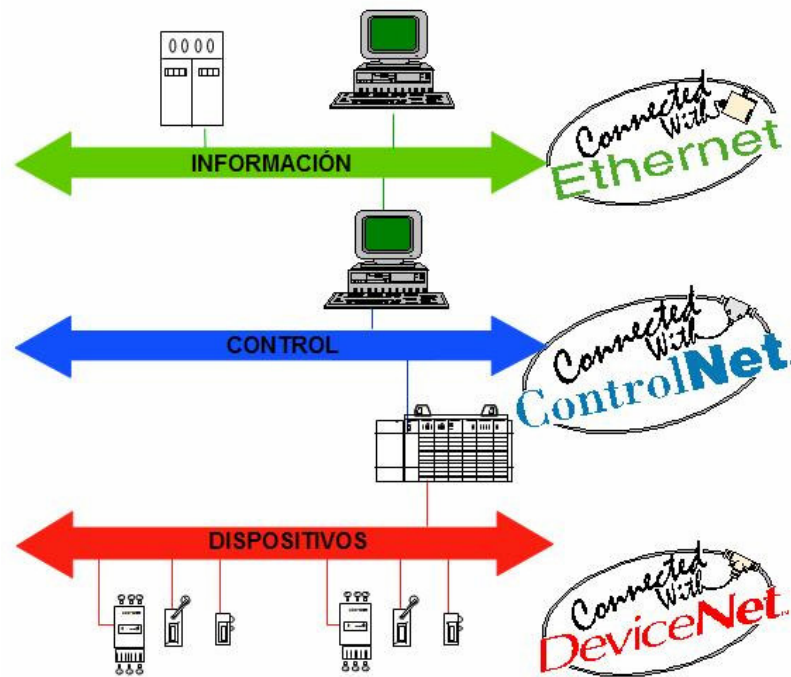 INFORMACIÓN
Connected
With
Ethernet
CONTROL
Connected
With
ControlNet.
DISPOSITIVOS
Connected
With
DeviceNet